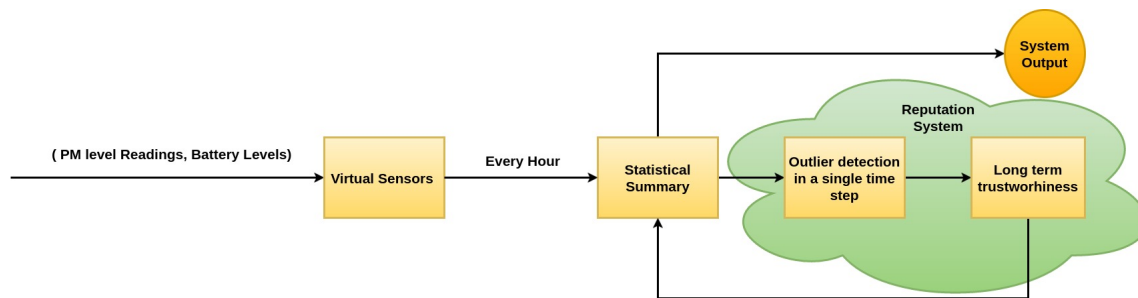 System
Output
Reputation
System
( PM level Readings, Battery Levels)
Virtual Sensors
Every Hour
Statistical
Summary
Outlier detection
in a single time
step
Long term
trustworhiness